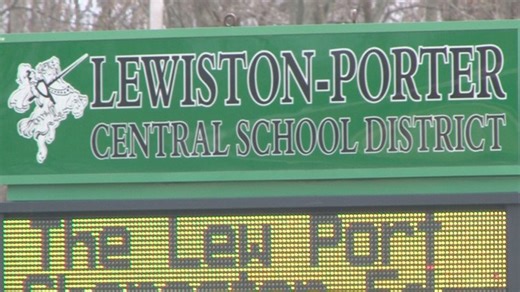 LEWISTON-PORTER
CENTRAL SCHOOL DISTRICT
The Lew Port